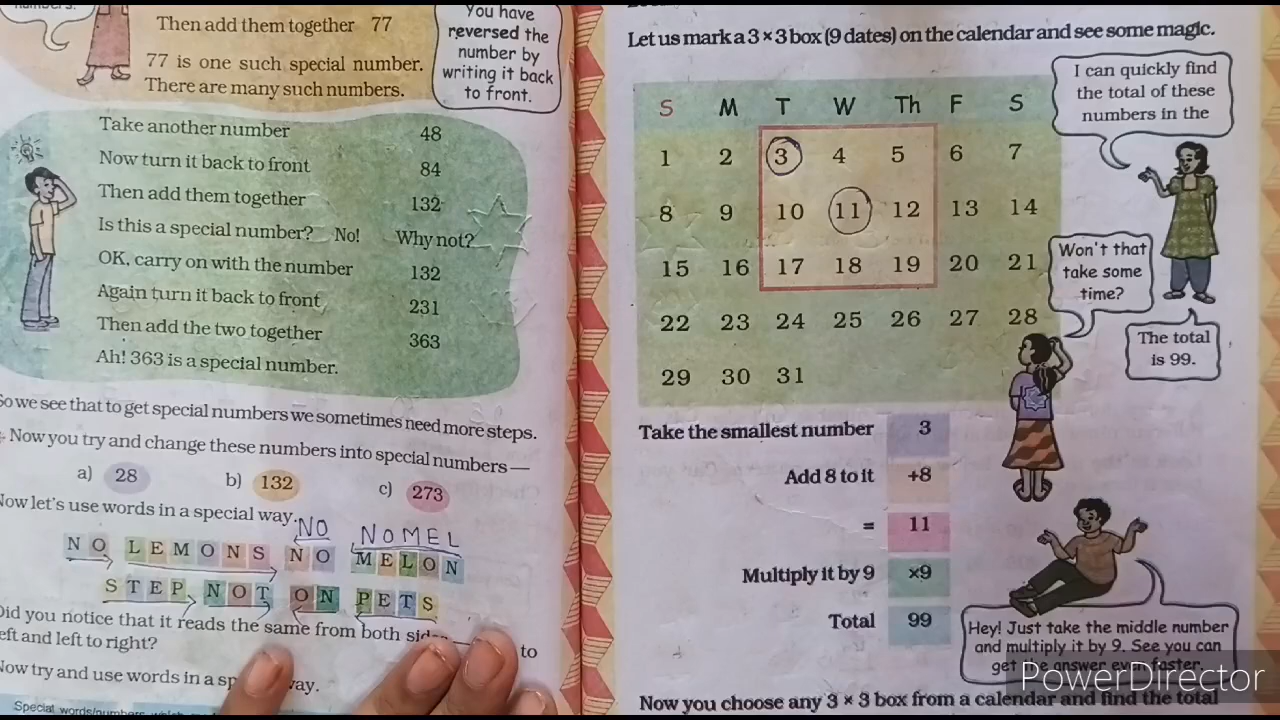 numbers.
Then add them together 77
77 is one such special number.
There are many such numbers.
You have
reversed the
number by
writing it back
to front.
Take another number 48
Now turn it back to front 84
Then add them together 132
Is this a special number? No! Why not?
OK, carry on with the number 132
Again turn it back to front 231
Then add the two together 363
Ah! 363 is a special number.
So we see that to get special numbers we sometimes need more steps.
Now you try and change these numbers into special numbers—
a) 28 b) 132 c) 273
Now let's use words in a special way.
NO NOMEL
NO LEMONS NO MELON
STEP NOT ON PETS
Did you notice that it reads the same from both to
left and left to right?
Now try and use words in a way.
Special words/numbers which
Let us mark a 3 × 3 box (9 dates) on the calendar and see some magic.
S M T W Th F S
1 2 3 4 5 6 7
8 9 10 11 12 13 14
15 16 17 18 19 20 21
22 23 24 25 26 27 28
29 30 31
I can quickly find
the total of these
numbers in the
Won't that
take some
time?
The total
is 99.
Take the smallest number 3
Add 8 to it +8
= 11
Multiply it by 9 ×9
Total 99
Hey! Just take the middle number
and multiply it by 9. See you can
get the answer even faster.
PowerDirector
Now you choose any 3 × 3 box from a calendar and find the total